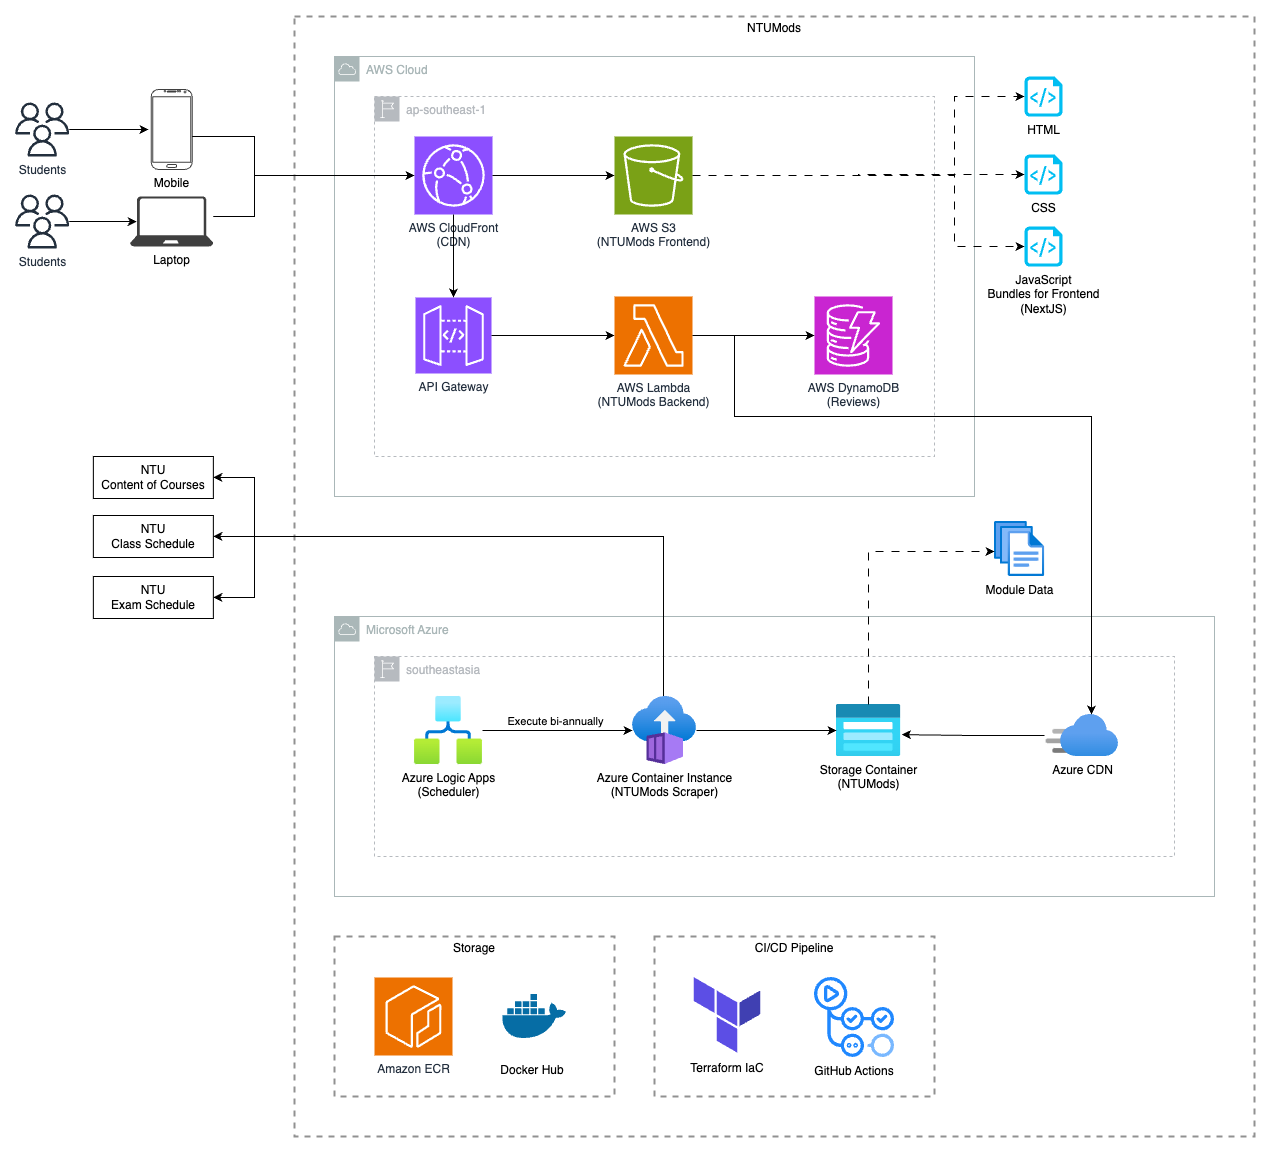 NTUMods
AWS Cloud
ap-southeast-1
Students
Mobile
Students
Laptop
AWS CloudFront
(CDN)
AWS S3
(NTUMods Frontend)
HTML
CSS
JavaScript
Bundles for Frontend
(NextJS)
API Gateway
AWS Lambda
(NTUMods Backend)
AWS DynamoDB
(Reviews)
NTU
Content of Courses
NTU
Class Schedule
NTU
Exam Schedule
Module Data
Microsoft Azure
southeastasia
Execute bi-annually
Azure Logic Apps
(Scheduler)
Azure Container Instance
(NTUMods Scraper)
Storage Container
(NTUMods)
Azure CDN
Storage
Amazon ECR
Docker Hub
CI/CD Pipeline
Terraform IaC
GitHub Actions